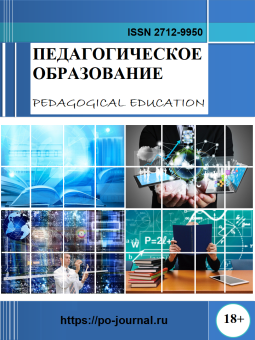 ISSN 2712-9950
ПЕДАГОГИЧЕСКОЕ
ОБРАЗОВАНИЕ
PEDAGOGICAL EDUCATION
https://po-journal.ru
18+